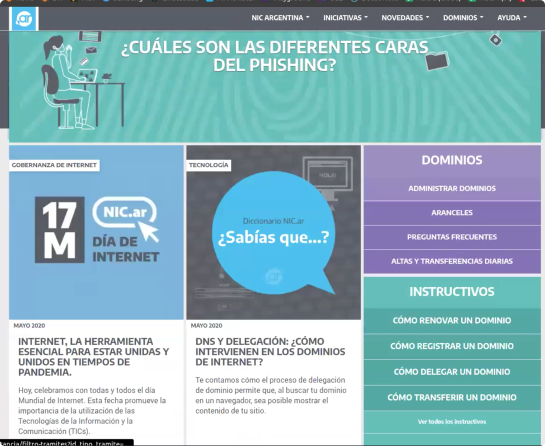 .ar
NIC ARGENTINA
INICIATIVAS
NOVEDADES
DOMINIOS
AYUDA
¿CUÁLES SON LAS DIFERENTES CARAS
DEL PHISHING?
GOBERNANZA DE INTERNET
17
M
NIC.ar
DÍA DE
INTERNET
MAYO 2020
INTERNET, LA HERRAMIENTA
ESENCIAL PARA ESTAR UNIDAS Y
UNIDOS EN TIEMPOS DE
PANDEMIA.
Hoy, celebramos con todas y todos el día
Mundial de Internet. Esta fecha promueve la
importancia de la utilización de las
Tecnologías de la Información y la
Comunicación (TICs).
TECNOLOGÍA
HOLA!
Diccionario NIC.ar
¿Sabías que...?
MAYO 2020
DNS Y DELEGACIÓN: ¿CÓMO
INTERVIENEN EN LOS DOMINIOS
DE INTERNET?
Te contamos cómo el proceso de delegación
de dominio permite que, al buscar tu dominio
en un navegador, sea posible mostrar el
contenido de tu sitio.
DOMINIOS
ADMINISTRAR DOMINIOS
ARANCELES
PREGUNTAS FRECUENTES
ALTAS Y TRANSFERENCIAS DIARIAS
INSTRUCTIVOS
CÓMO RENOVAR UN DOMINIO
CÓMO REGISTRAR UN DOMINIO
CÓMO DELEGAR UN DOMINIO
CÓMO TRANSFERIR UN DOMINIO
Ver todos los instructivos